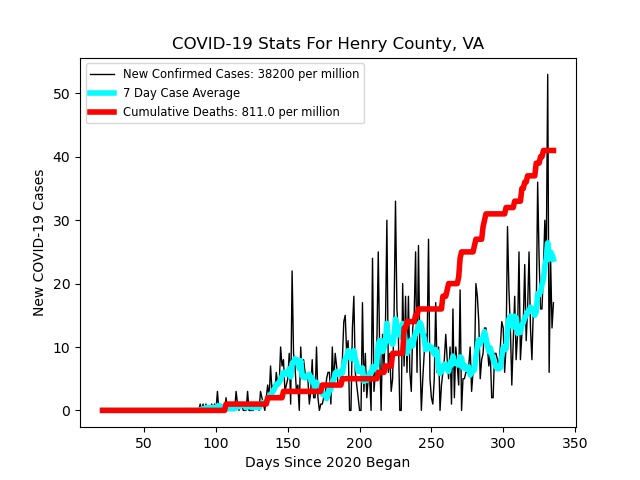 COVID-19 Stats For Henry County, VA
New Confirmed Cases: 38200 per million
7 Day Case Average
Cumulative Deaths: 811.0 per million
New COVID-19 Cases
50
40
30
20
10
0
50 100 150 200 250 300 350
Days Since 2020 Began